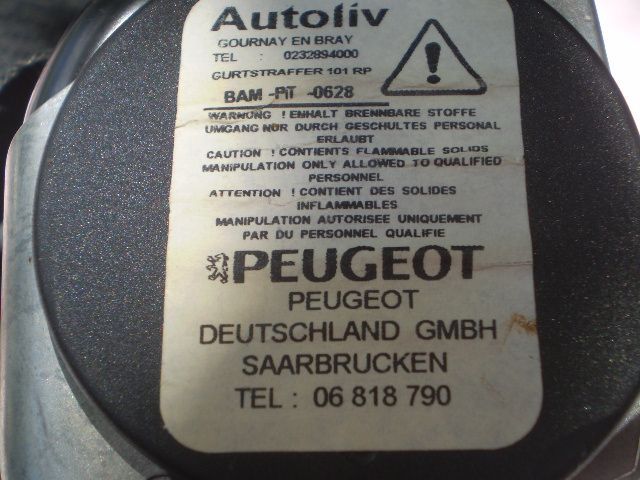 Autoliv
GOURNAY EN BRAY
TEL : 0232894000
GURTSTRAFFER 101 RP
BAM -PiT -0628
WARNUNG ! ENHALT BRENNBARE STOFFE
UMGANG NUR DURCH GESCHULTES PERSONAL
ERLAUBT
CAUTION ! CONTIENTS FLAMMABLE SOLIDS
MANIPULATION ONLY ALLOWED TO QUALIFIED
PERSONNEL
ATTENTION ! CONTIENT DES SOLIDES
INFLAMMABLES
MANIPULATION AUTORISEE UNIQUEMENT
PAR DU PERSONNEL QUALIFIE
PEUGEOT
PEUGEOT
DEUTSCHLAND GMBH
SAARBRUCKEN
TEL : 06 818 790